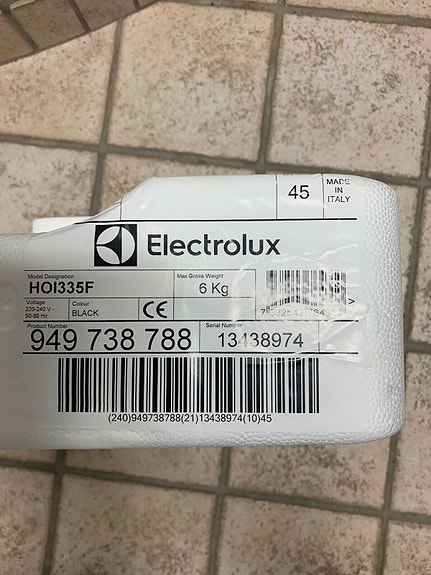 45
MADE
IN
ITALY
Electrolux
Model Designation
HOI335F
Max Gross Weight
6 Kg
Voltage
220-240 V -
50-60 Hz
Colour
BLACK
CE
>
Product Number
949 738 788
Serial Number
13438974
(240)949738788(21)13438974(10)45